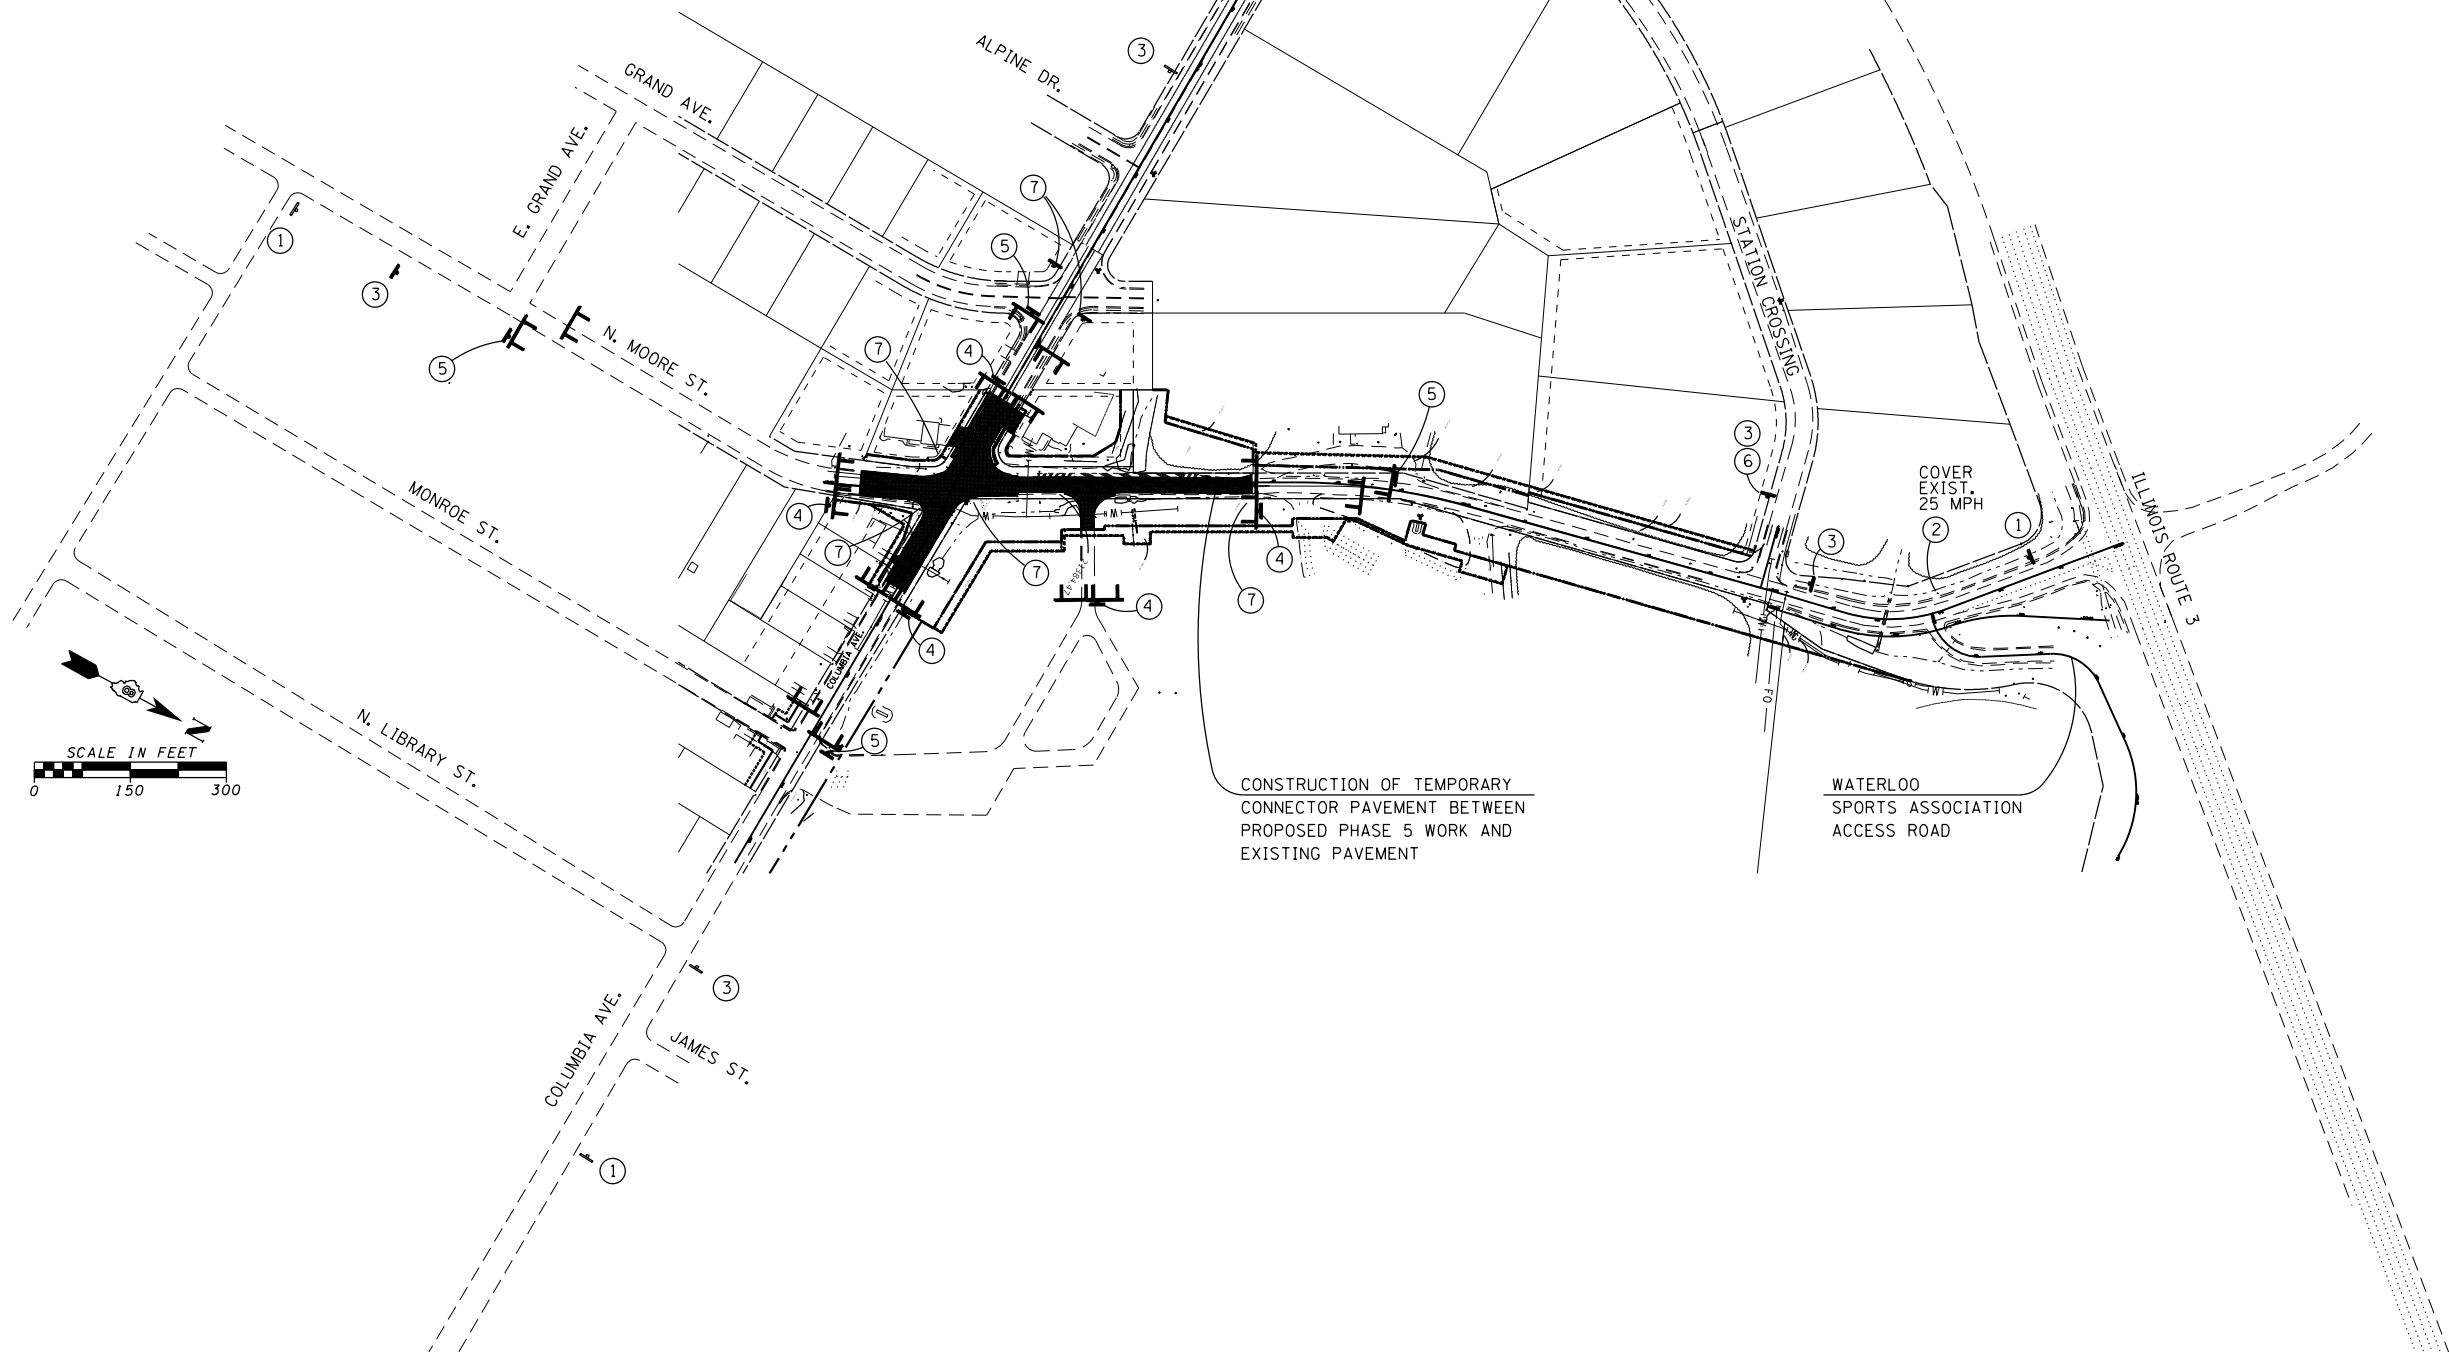 ALPINE DR.
3
GRAND AVE.
E. GRAND AVE.
7
1
5
3
STATION CROSSING
N. MOORE ST.
5
7
4
5
3
6
COVER
EXIST.
25 MPH
2
1
ILLINOIS ROUTE 3
MONROE ST.
4
7
7
4
7
3
W
W
4
4
COLUMBIA AVE.
W
FO
W
N
N. LIBRARY ST.
5
SCALE IN FEET
0 150 300
CONSTRUCTION OF TEMPORARY
CONNECTOR PAVEMENT BETWEEN
PROPOSED PHASE 5 WORK AND
EXISTING PAVEMENT
WATERLOO
SPORTS ASSOCIATION
ACCESS ROAD
3
COLUMBIA AVE.
JAMES ST.
1